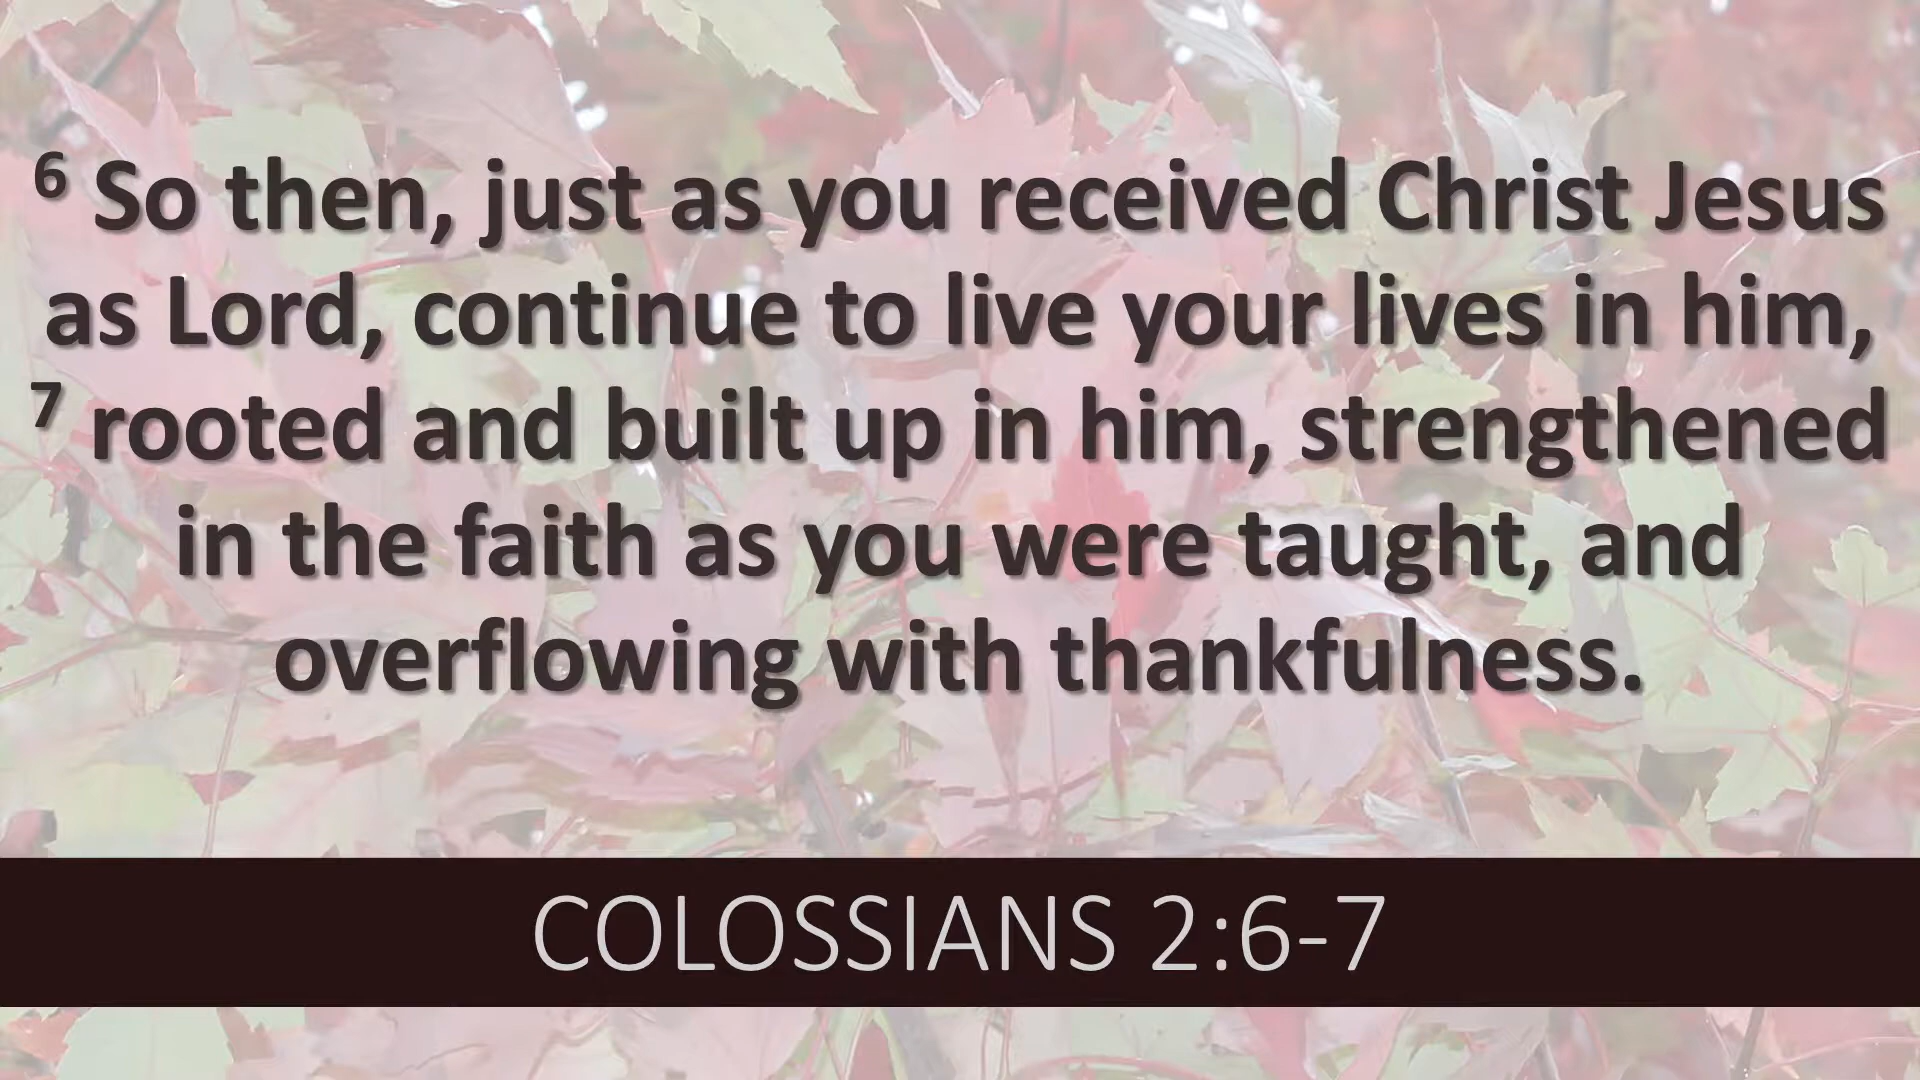 ⁶ So then, just as you received Christ Jesus
as Lord, continue to live your lives in him,
⁷ rooted and built up in him, strengthened
in the faith as you were taught, and
overflowing with thankfulness.
COLOSSIANS 2:6-7